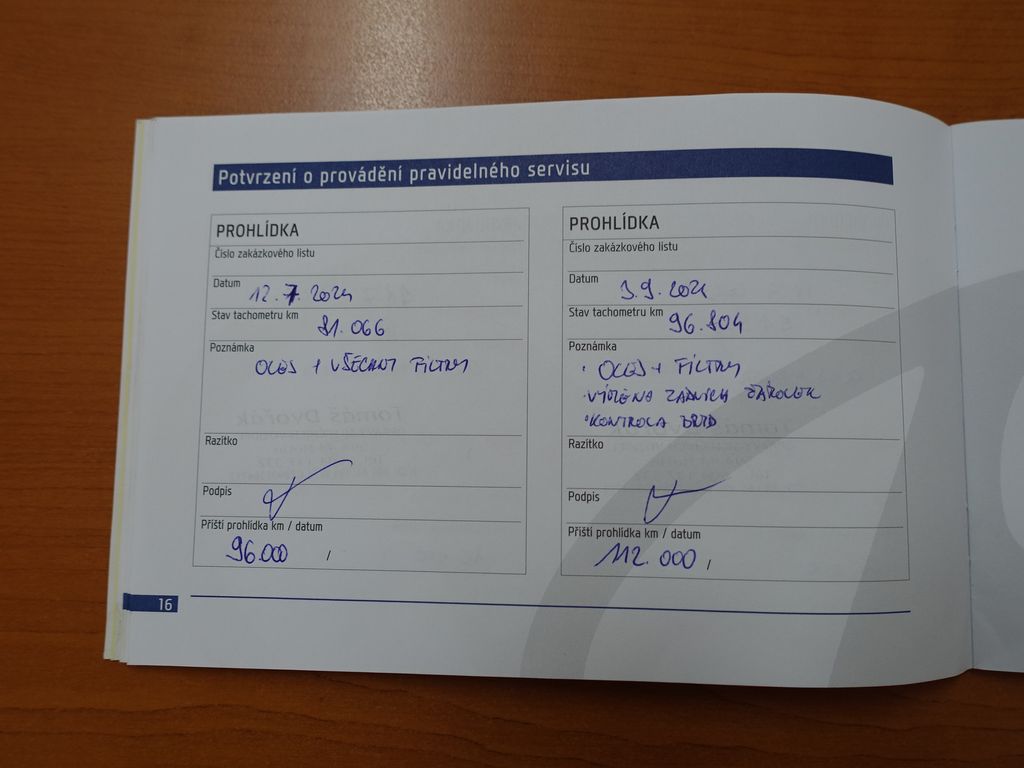 Potvrzení o provádění pravidelného servisu
PROHLÍDKA
Číslo zakázkového listu
Datum 12.7.2024
Stav tachometru km 81.066
Poznámka
OLEJ + VŠECHNY FILTRY
Razítko
Podpis
Příští prohlídka km / datum
96.000 /
PROHLÍDKA
Číslo zakázkového listu
Datum 3.9.2024
Stav tachometru km 96.804
Poznámka
· OLEJ + FILTRY
· VÝMĚNA ZADNÍCH ŽÁROVEK
· KONTROLA BRZD
Razítko
Podpis
Příští prohlídka km / datum
112.000 /
16